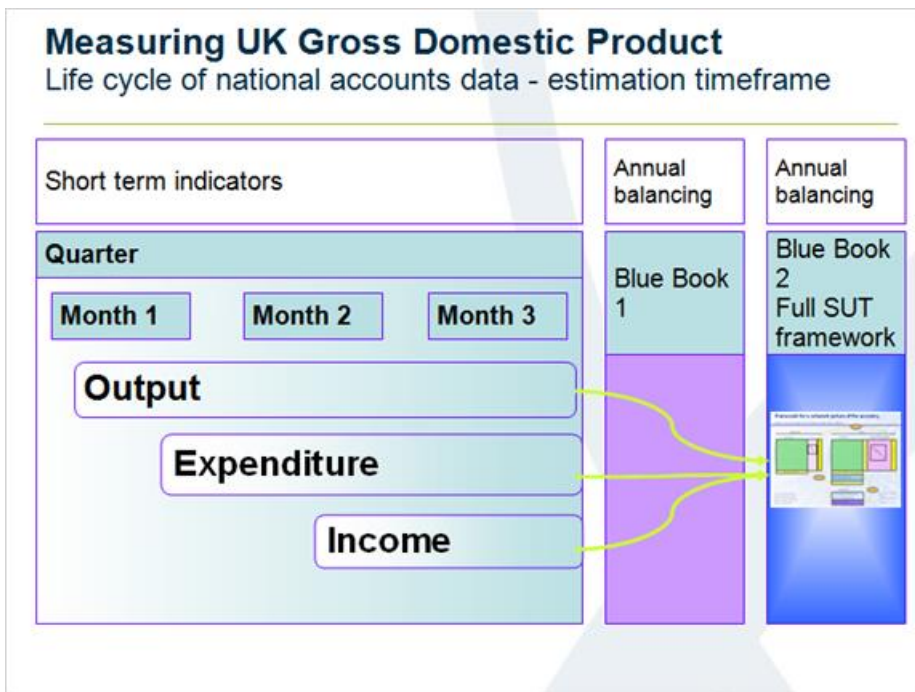 Measuring UK Gross Domestic Product
Life cycle of national accounts data - estimation timeframe
Short term indicators
Annual
balancing
Annual
balancing
Quarter
Blue Book
1
Blue Book
2
Full SUT
framework
Month 1
Month 2
Month 3
Output
Expenditure
Income